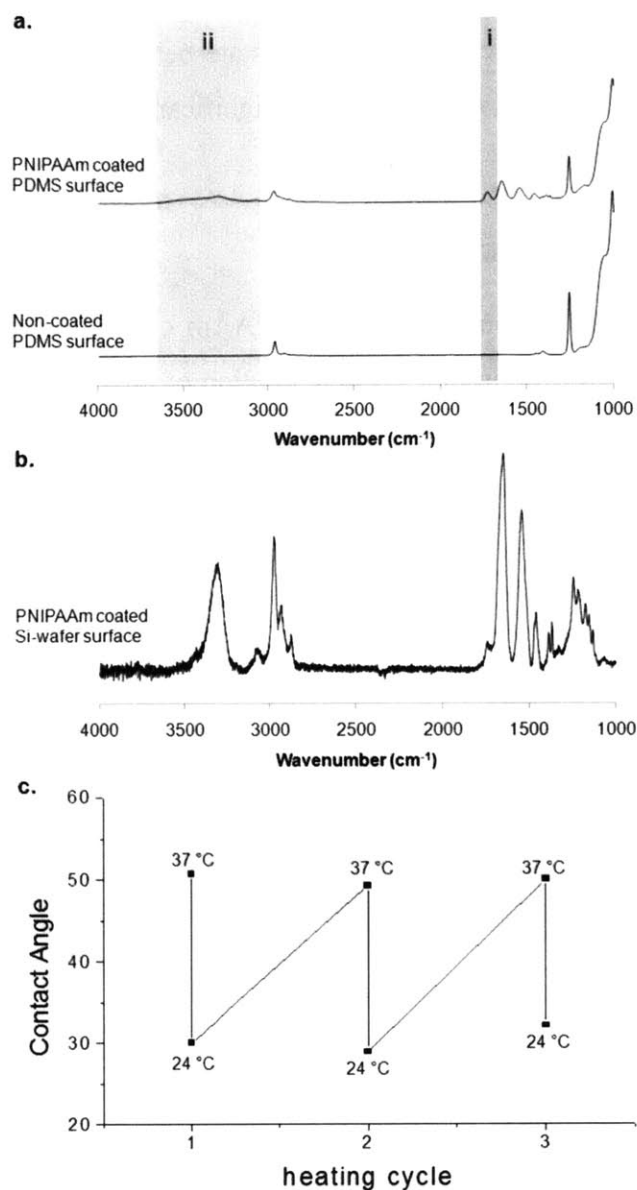 a.
ii
i
PNIPAAm coated
PDMS surface
Non-coated
PDMS surface
4000 3500 3000 2500 2000 1500 1000
Wavenumber (cm⁻¹)
b.
PNIPAAm coated
Si-wafer surface
4000 3500 3000 2500 2000 1500 1000
Wavenumber (cm⁻¹)
c.
60
50
40
30
20
Contact Angle
37 °C
37 °C
37 °C
24 °C
24 °C
24 °C
1 2 3
heating cycle